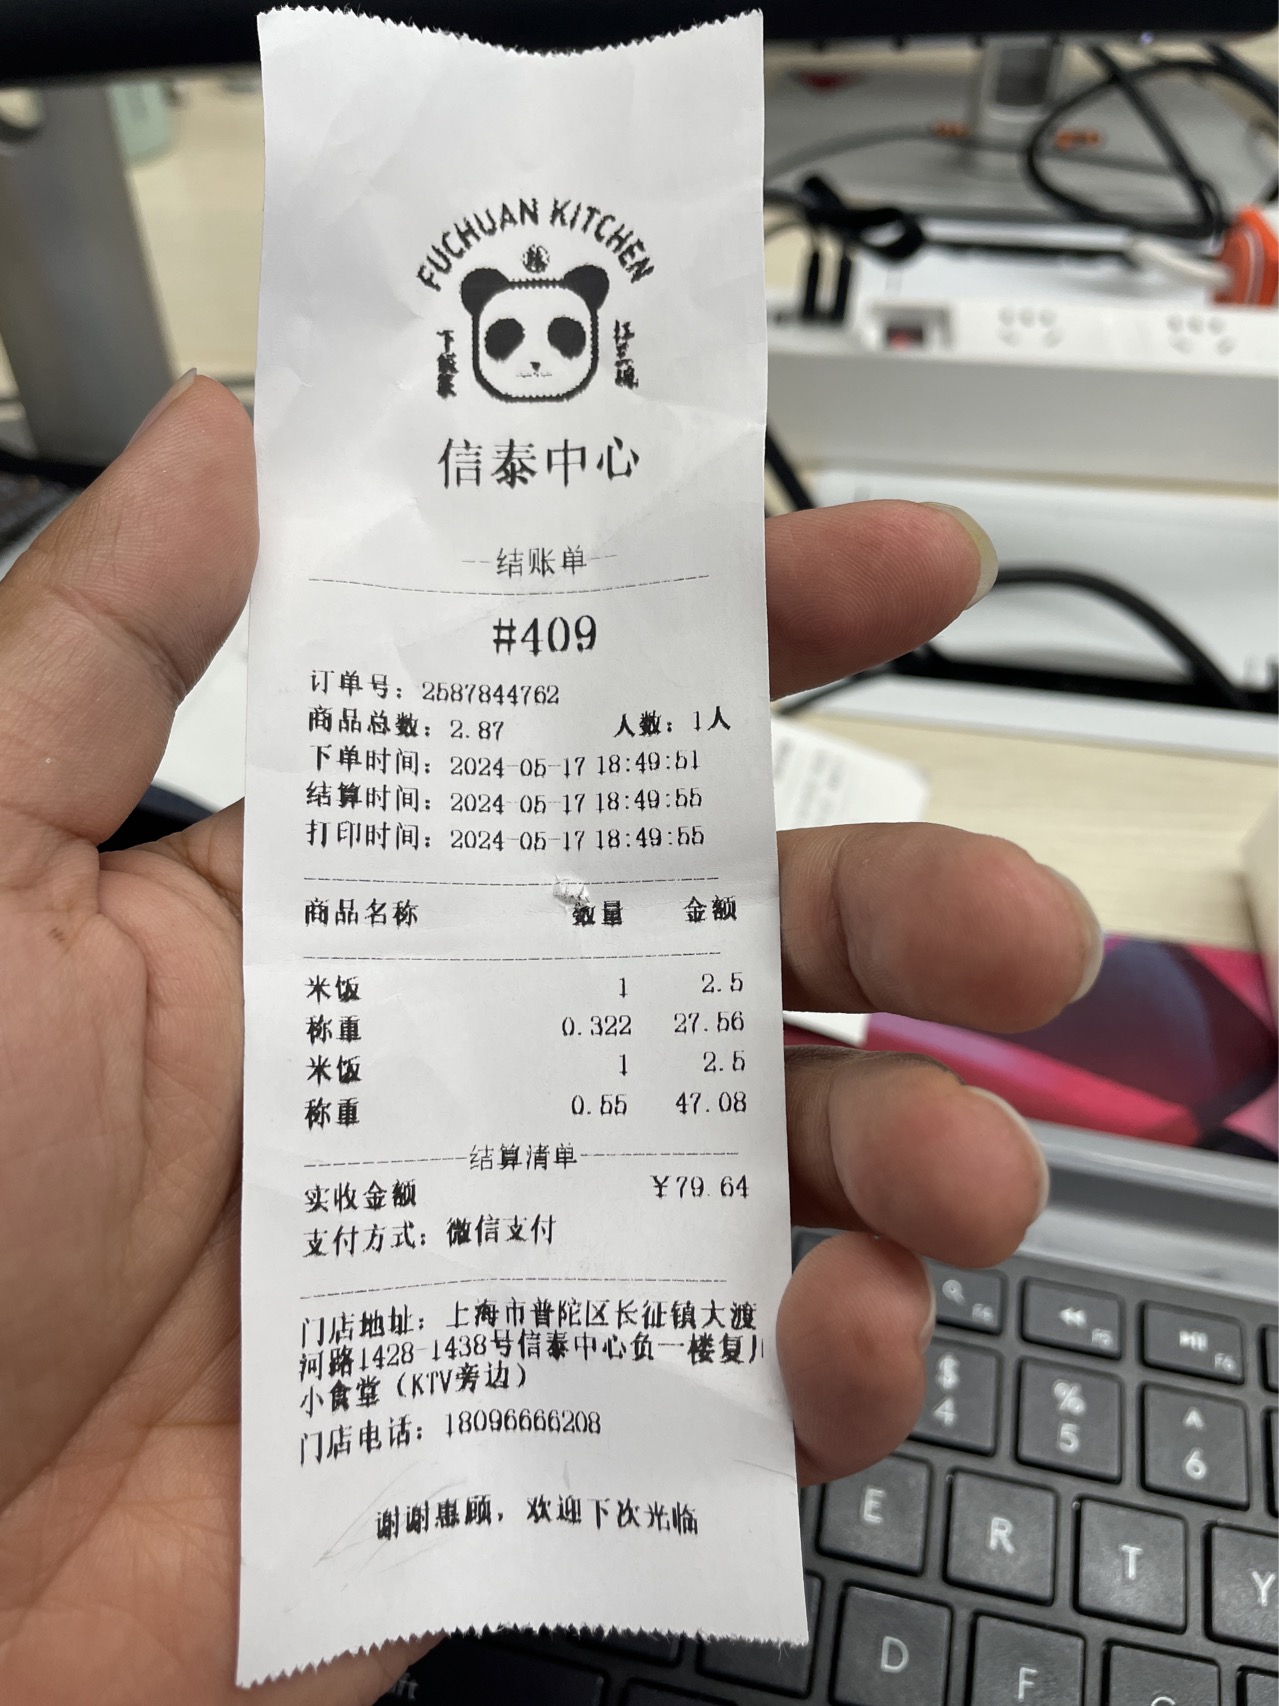 FUCHUAN KITCHEN
下饭菜
信泰中心
结账单
#409
订单号：2587844762
商品总数：2.87 人数：1人
下单时间：2024-05-17 18:49:51
结算时间：2024-05-17 18:49:55
打印时间：2024-05-17 18:49:55
商品名称 数量 金额
米饭 1 2.5
称重 0.322 27.56
米饭 1 2.5
称重 0.55 47.08
结算清单
实收金额 ¥79.64
支付方式：微信支付
门店地址：上海市普陀区长征镇大渡
河路1428-1438号信泰中心负一楼复川
小食堂（KTV旁边）
门店电话：18096666208
谢谢惠顾，欢迎下次光临
F5
F6
$
4
%
5
6
E
R
T
Y
D
F